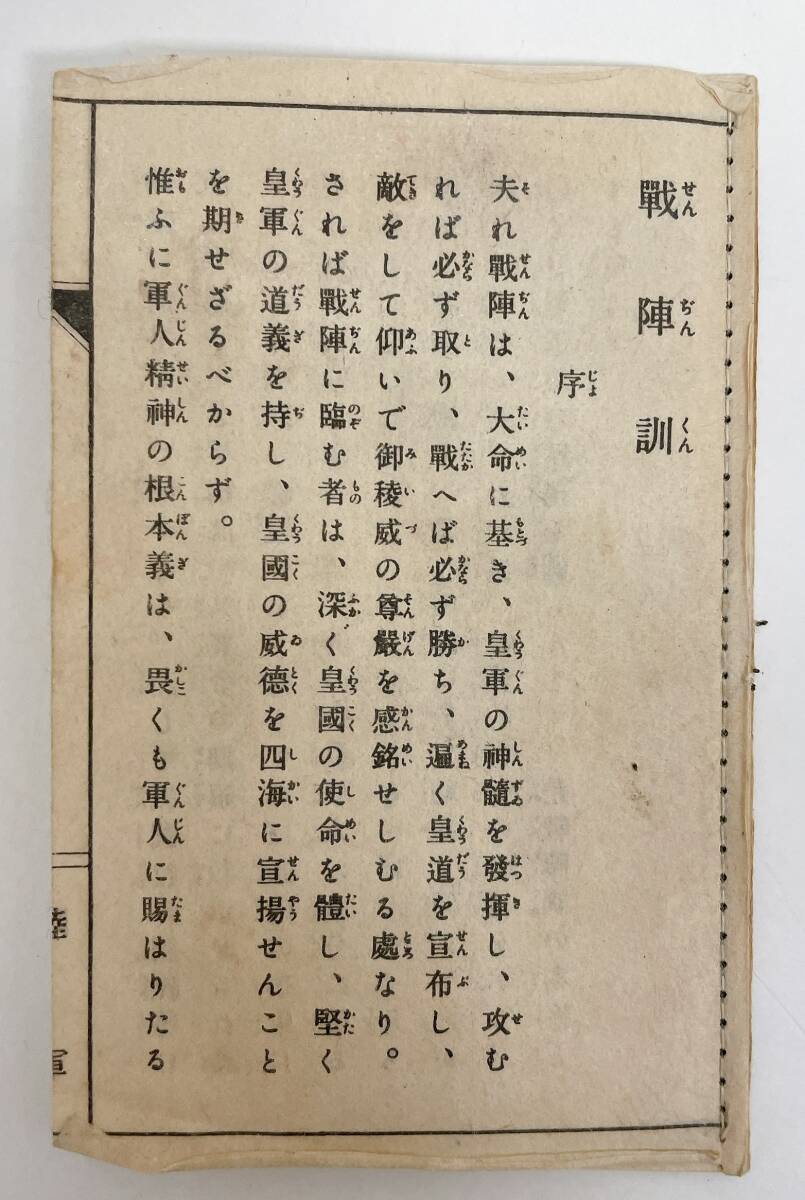 戰陣訓
序
夫れ戰陣は、大命に基き、皇軍の神髓を發揮し、攻む
れば必ず取り、戰へば必ず勝ち、遍く皇道を宣布し、
敵をして仰いで御稜威の尊嚴を感銘せしむる處なり。
されば戰陣に臨む者は、深く皇國の使命を體し、堅く
皇軍の道義を持し、皇國の威德を四海に宣揚せんこと
を期せざるべからず。
惟ふに軍人精神の根本義は、畏くも軍人に賜はりたる
陸軍